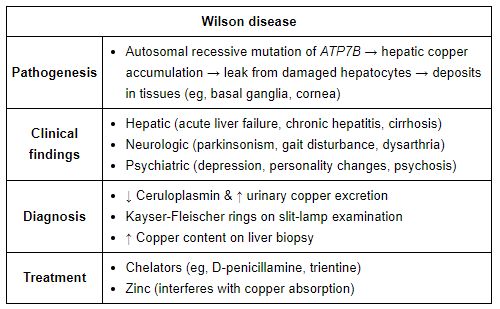 Wilson disease
Pathogenesis
• Autosomal recessive mutation of ATP7B → hepatic copper
accumulation → leak from damaged hepatocytes → deposits
in tissues (eg, basal ganglia, cornea)
Clinical
findings
• Hepatic (acute liver failure, chronic hepatitis, cirrhosis)
• Neurologic (parkinsonism, gait disturbance, dysarthria)
• Psychiatric (depression, personality changes, psychosis)
Diagnosis
• ↓ Ceruloplasmin & ↑ urinary copper excretion
• Kayser-Fleischer rings on slit-lamp examination
• ↑ Copper content on liver biopsy
Treatment
• Chelators (eg, D-penicillamine, trientine)
• Zinc (interferes with copper absorption)